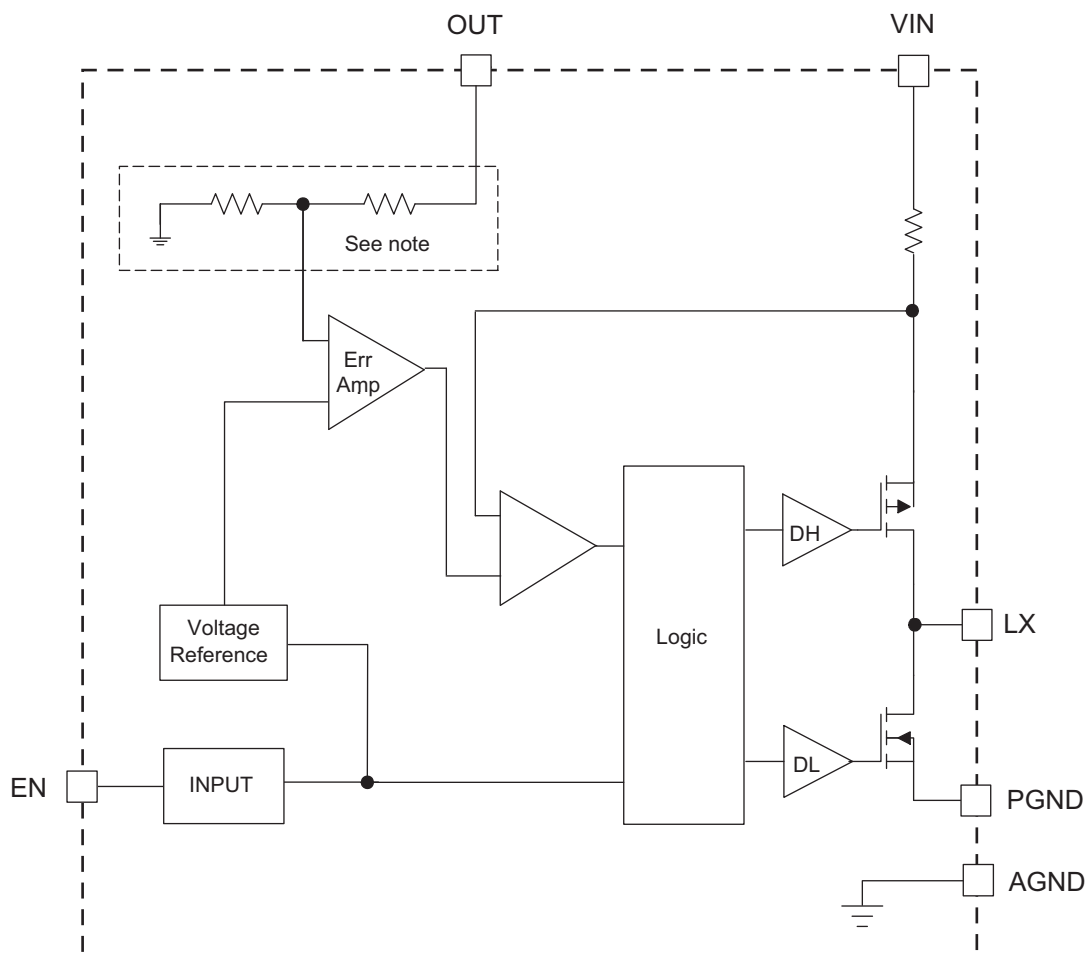 OUT
VIN
See note
Err
Amp
DH
LX
Voltage
Reference
Logic
EN
INPUT
DL
PGND
AGND